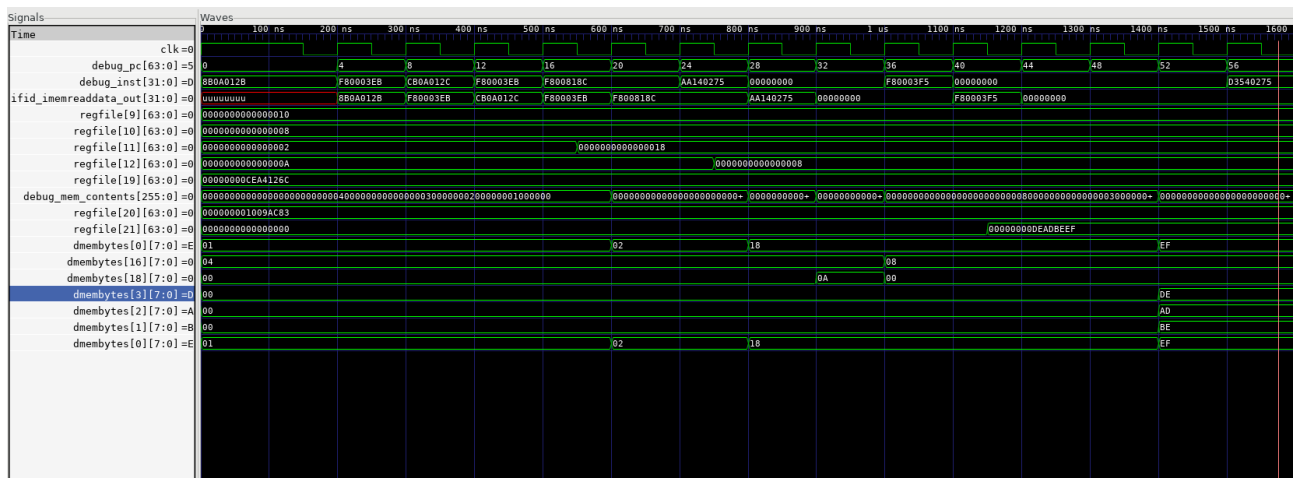 Signals Waves
Time 0 100 ns 200 ns 300 ns 400 ns 500 ns 600 ns 700 ns 800 ns 900 ns 1 us 1100 ns 1200 ns 1300 ns 1400 ns 1500 ns 1600
clk =0
debug_pc[63:0] =5 0 4 8 12 16 20 24 28 32 36 40 44 48 52 56
debug_inst[31:0] =D 8B0A012B F80003EB CB0A012C F80003EB F800818C AA140275 00000000 F80003F5 00000000 D3540275
ifid_imemreaddata_out[31:0] =0 uuuuuuuu 8B0A012B F80003EB CB0A012C F80003EB F800818C AA140275 00000000 F80003F5 00000000
regfile[9][63:0] =0 0000000000000010
regfile[10][63:0] =0 0000000000000008
regfile[11][63:0] =0 0000000000000002 0000000000000018
regfile[12][63:0] =0 000000000000000A 0000000000000008
regfile[19][63:0] =0 00000000CEA4126C
debug_mem_contents[255:0] =0
regfile[20][63:0] =0 000000001009AC83
regfile[21][63:0] =0 0000000000000000 00000000DEADBEEF
dmembytes[0][7:0] =E 01 02 18 EF
dmembytes[16][7:0] =0 04 08
dmembytes[18][7:0] =0 00 0A 00
dmembytes[3][7:0] =D 00 DE
dmembytes[2][7:0] =A 00 AD
dmembytes[1][7:0] =B 00 BE
dmembytes[0][7:0] =E 01 02 18 EF